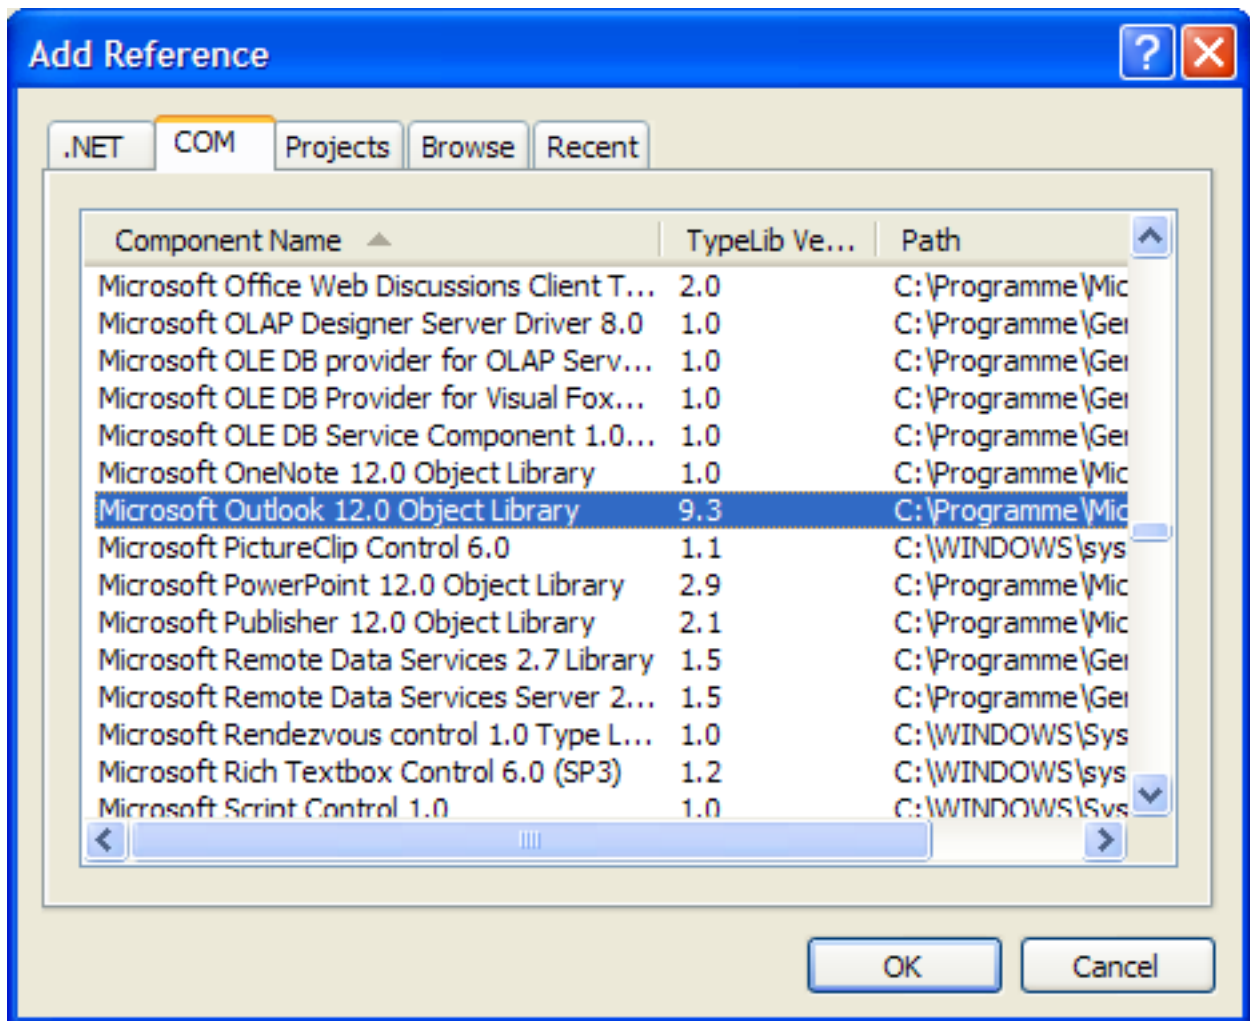 Add Reference
.NET COM Projects Browse Recent
Component Name TypeLib Ve... Path
Microsoft Office Web Discussions Client T... 2.0 C:\Programme\Mic
Microsoft OLAP Designer Server Driver 8.0 1.0 C:\Programme\Ger
Microsoft OLE DB provider for OLAP Serv... 1.0 C:\Programme\Ger
Microsoft OLE DB Provider for Visual Fox... 1.0 C:\Programme\Ger
Microsoft OLE DB Service Component 1.0... 1.0 C:\Programme\Ger
Microsoft OneNote 12.0 Object Library 1.0 C:\Programme\Mic
Microsoft Outlook 12.0 Object Library 9.3 C:\Programme\Mic
Microsoft PictureClip Control 6.0 1.1 C:\WINDOWS\sys
Microsoft PowerPoint 12.0 Object Library 2.9 C:\Programme\Mic
Microsoft Publisher 12.0 Object Library 2.1 C:\Programme\Mic
Microsoft Remote Data Services 2.7 Library 1.5 C:\Programme\Ger
Microsoft Remote Data Services Server 2... 1.5 C:\Programme\Ger
Microsoft Rendezvous control 1.0 Type L... 1.0 C:\WINDOWS\Sys
Microsoft Rich Textbox Control 6.0 (SP3) 1.2 C:\WINDOWS\sys
Microsoft Script Control 1.0 1.0 C:\WINDOWS\Sys
OK Cancel